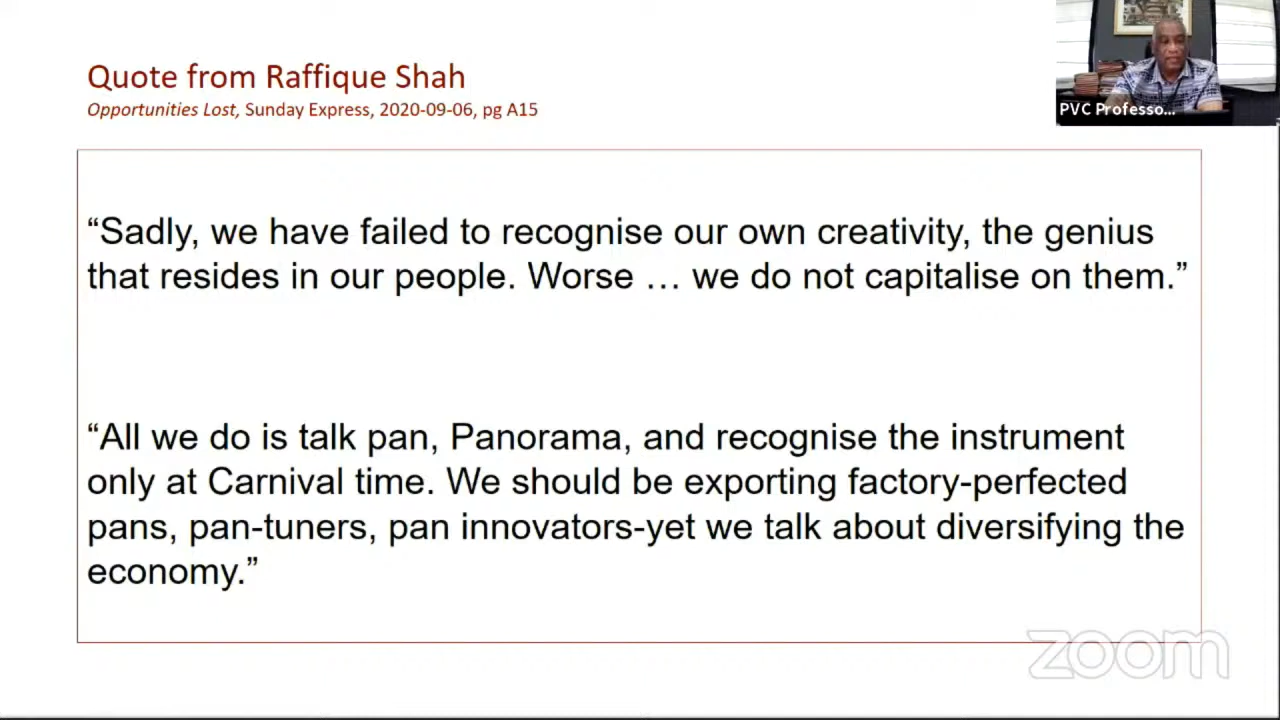 Quote from Raffique Shah
Opportunities Lost, Sunday Express, 2020-09-06, pg A15
PVC Professo...
“Sadly, we have failed to recognise our own creativity, the genius
that resides in our people. Worse … we do not capitalise on them.”
“All we do is talk pan, Panorama, and recognise the instrument
only at Carnival time. We should be exporting factory-perfected
pans, pan-tuners, pan innovators-yet we talk about diversifying the
economy.”
zoom